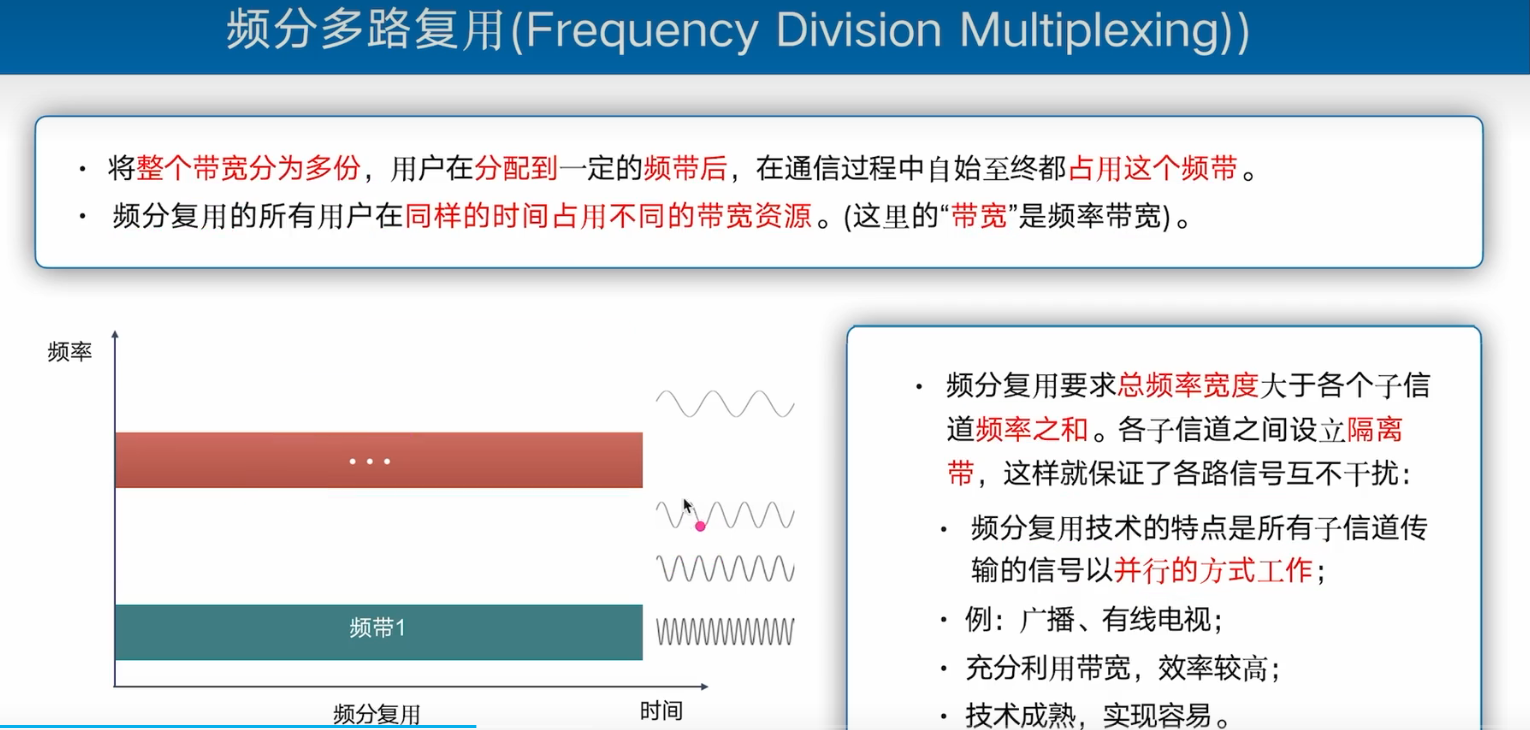 频分多路复用(Frequency Division Multiplexing))
· 将整个带宽分为多份，用户在分配到一定的频带后，在通信过程中自始至终都占用这个频带。
· 频分复用的所有用户在同样的时间占用不同的带宽资源。(这里的“带宽”是频率带宽)。
频率
···
频带1
频分复用
时间
· 频分复用要求总频率宽度大于各个子信
道频率之和。各子信道之间设立隔离
带，这样就保证了各路信号互不干扰：
· 频分复用技术的特点是所有子信道传
输的信号以并行的方式工作；
· 例：广播、有线电视；
· 充分利用带宽，效率较高；
· 技术成熟，实现容易。